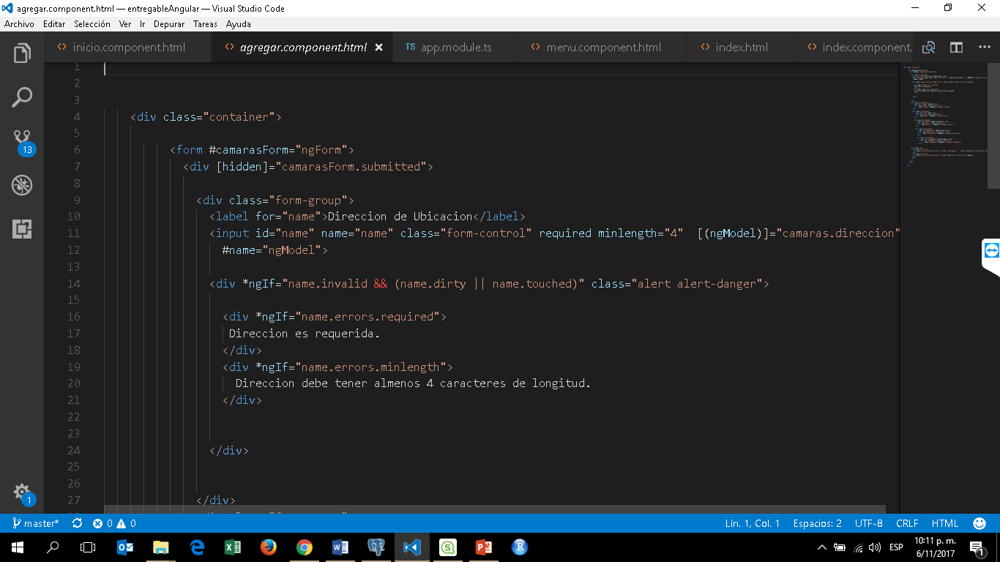 agregar.component.html — entregableAngular — Visual Studio Code
Archivo Editar Selección Ver Ir Depurar Tareas Ayuda
inicio.component.html agregar.component.html TS app.module.ts menu.component.html index.html index.component.
1
2
3
4 <div class="container">
5
6 <form #camarasForm="ngForm">
7 <div [hidden]="camarasForm.submitted">
8
9 <div class="form-group">
10 <label for="name">Direccion de Ubicacion</label>
11 <input id="name" name="name" class="form-control" required minlength="4" [(ngModel)]="camaras.direccion"
12 #name="ngModel">
13
14 <div *ngIf="name.invalid && (name.dirty || name.touched)" class="alert alert-danger">
15
16 <div *ngIf="name.errors.required">
17 Direccion es requerida.
18 </div>
19 <div *ngIf="name.errors.minlength">
20 Direccion debe tener almenos 4 caracteres de longitud.
21 </div>
22
23
24 </div>
25
26
27 </div>
13
1
master* 0 0 Lín. 1, Col. 1 Espacios: 2 UTF-8 CRLF HTML
ESP
10:11 p. m.
6/11/2017
1